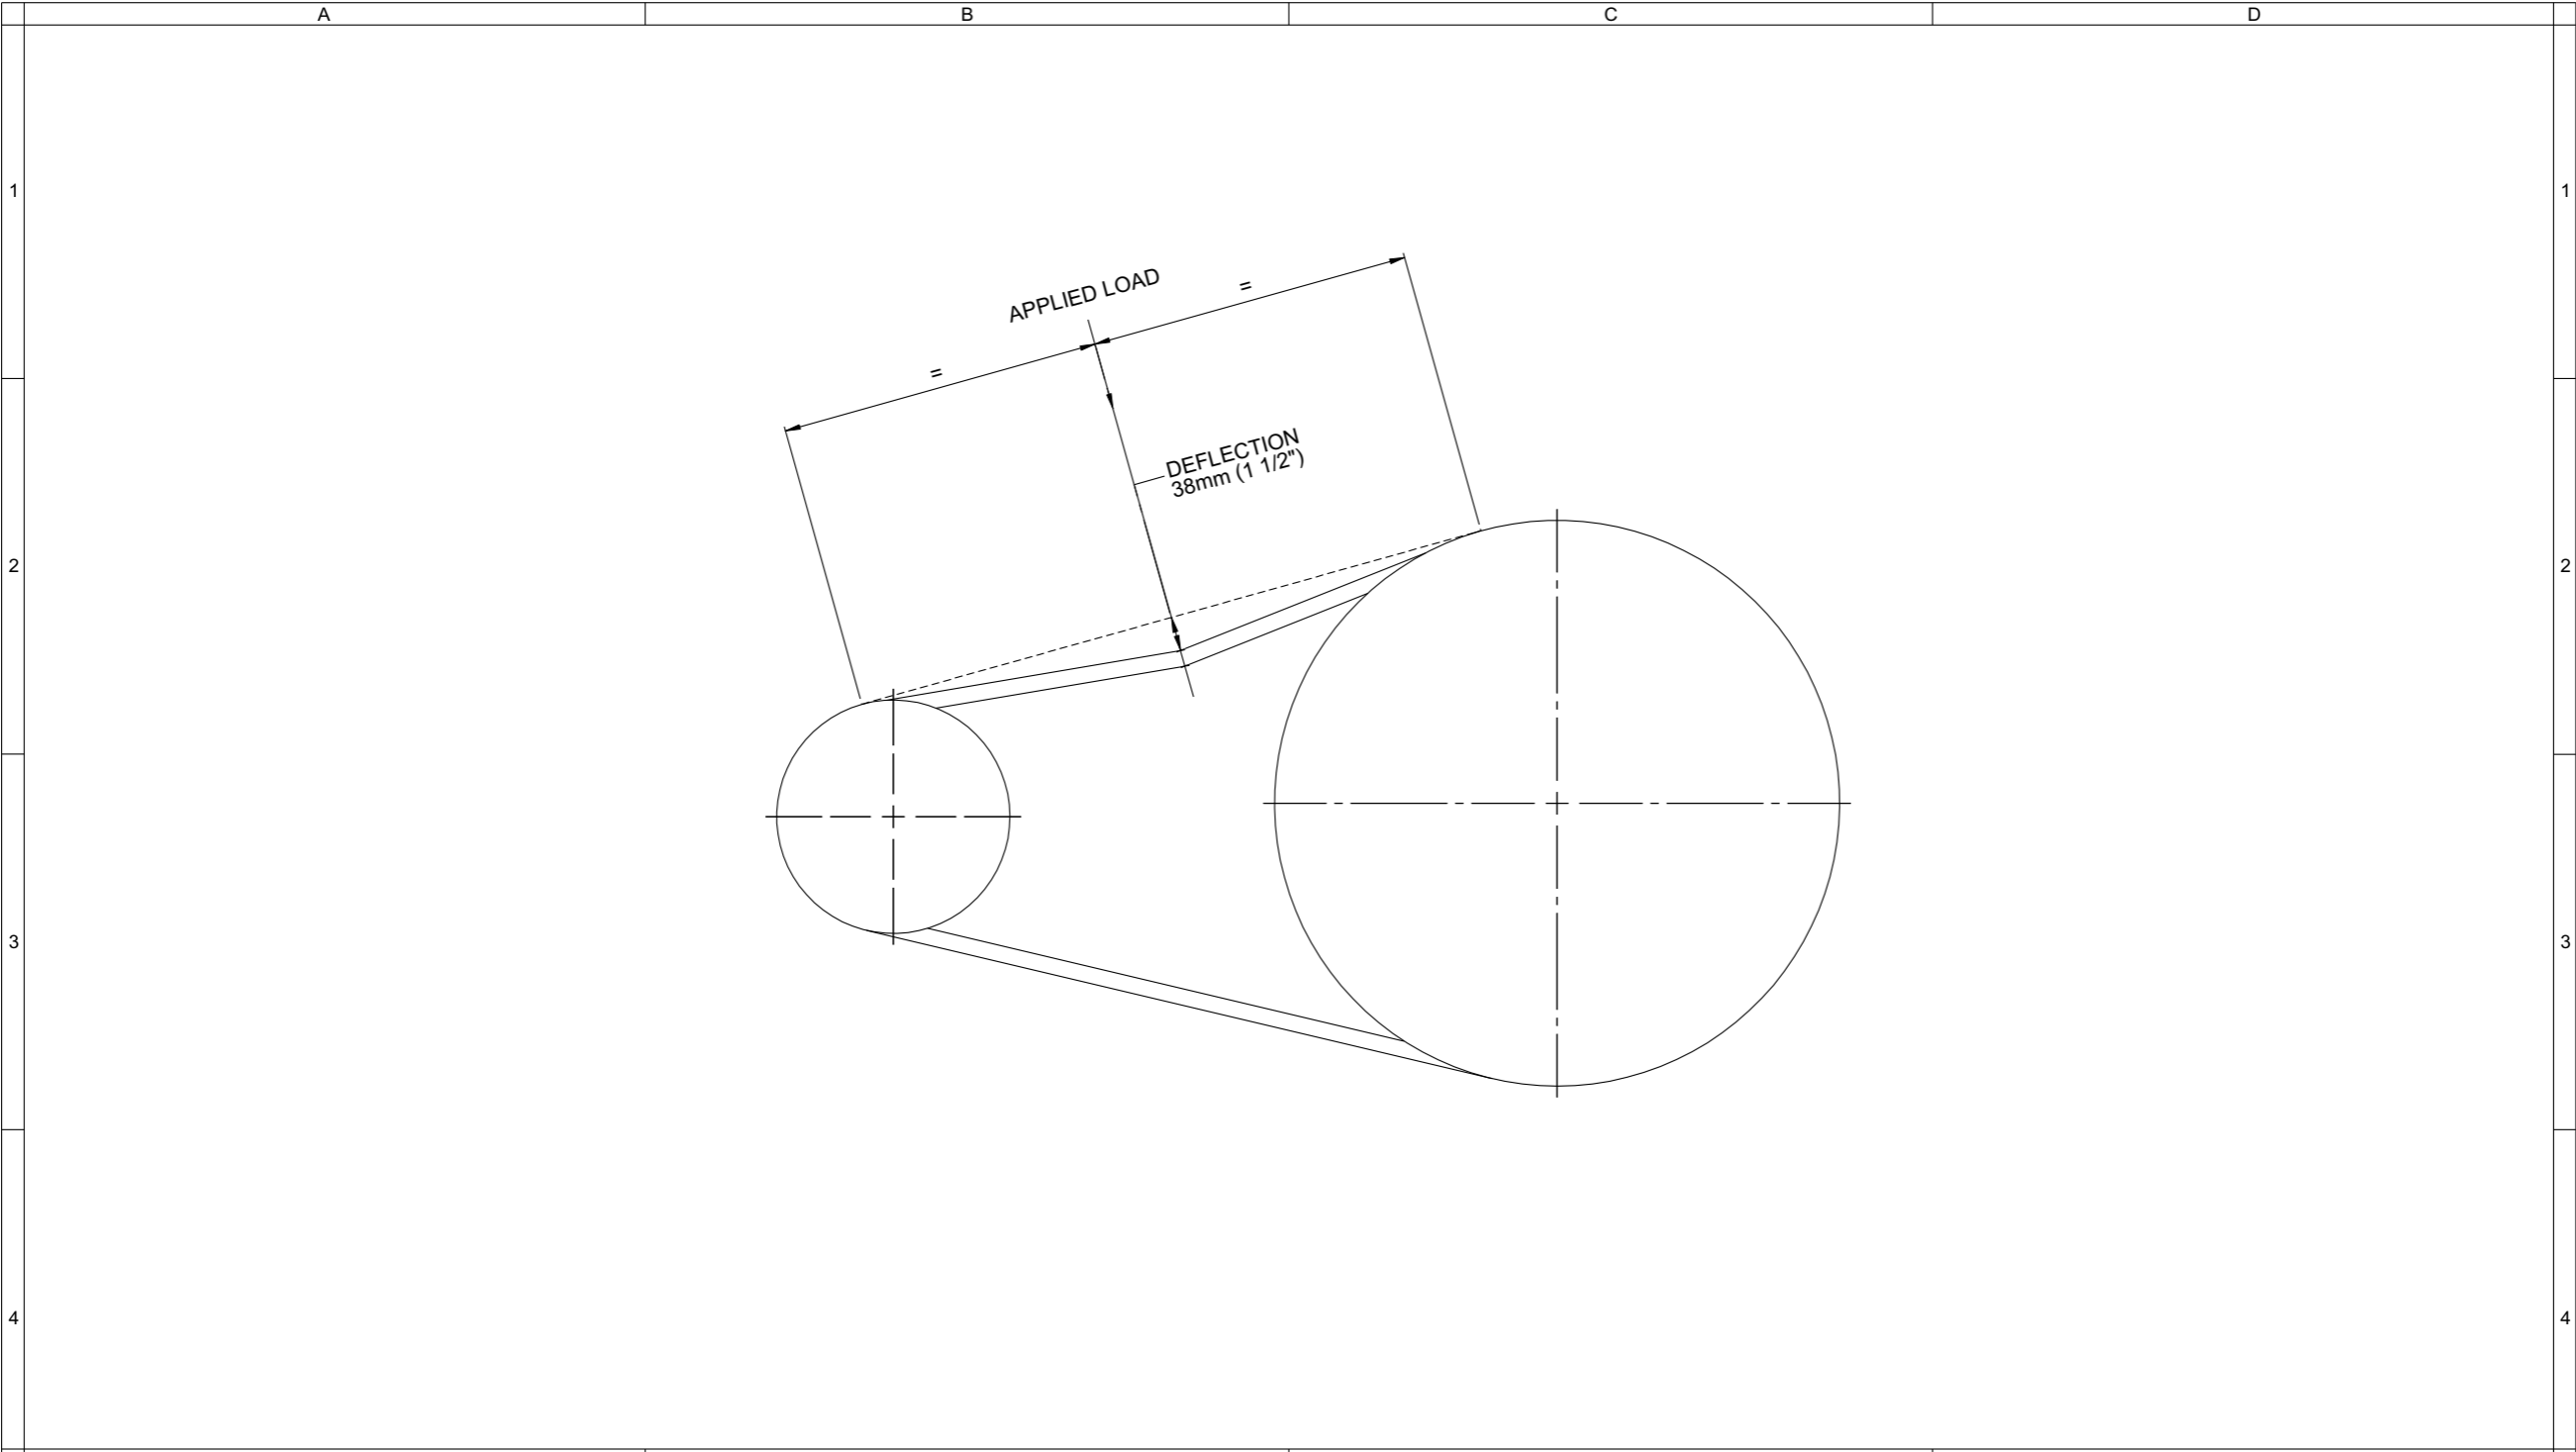 A B C D
1 1
APPLIED LOAD
=
=
DEFLECTION
38mm (1 1/2")
2 2
3 3
4 4